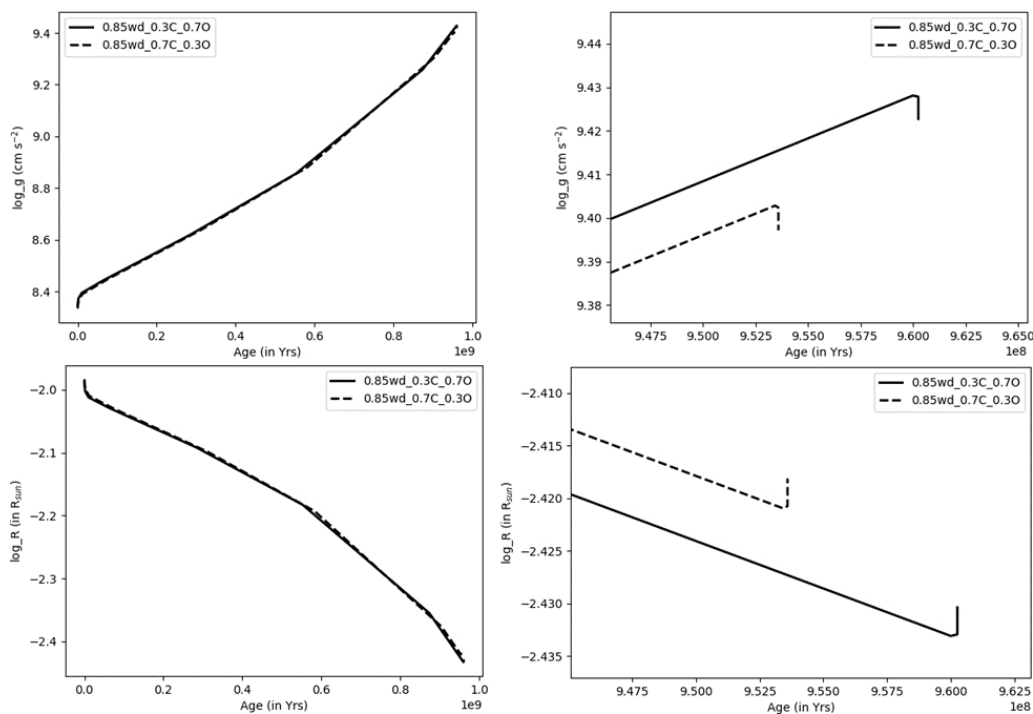 0.85wd_0.3C_0.7O
0.85wd_0.7C_0.3O
9.4
9.2
9.0
8.8
8.6
8.4
log_g (cm s⁻²)
0.0 0.2 0.4 0.6 0.8 1.0
Age (in Yrs)
1e9
0.85wd_0.3C_0.7O
0.85wd_0.7C_0.3O
9.44
9.43
9.42
9.41
9.40
9.39
9.38
log_g (cm s⁻²)
9.475 9.500 9.525 9.550 9.575 9.600 9.625 9.650
Age (in Yrs)
1e8
0.85wd_0.3C_0.7O
0.85wd_0.7C_0.3O
−2.0
−2.1
−2.2
−2.3
−2.4
log_R (in R_sun)
0.0 0.2 0.4 0.6 0.8 1.0
Age (in Yrs)
1e9
0.85wd_0.3C_0.7O
0.85wd_0.7C_0.3O
−2.410
−2.415
−2.420
−2.425
−2.430
−2.435
log_R (in R_sun)
9.475 9.500 9.525 9.550 9.575 9.600 9.625
Age (in Yrs)
1e8